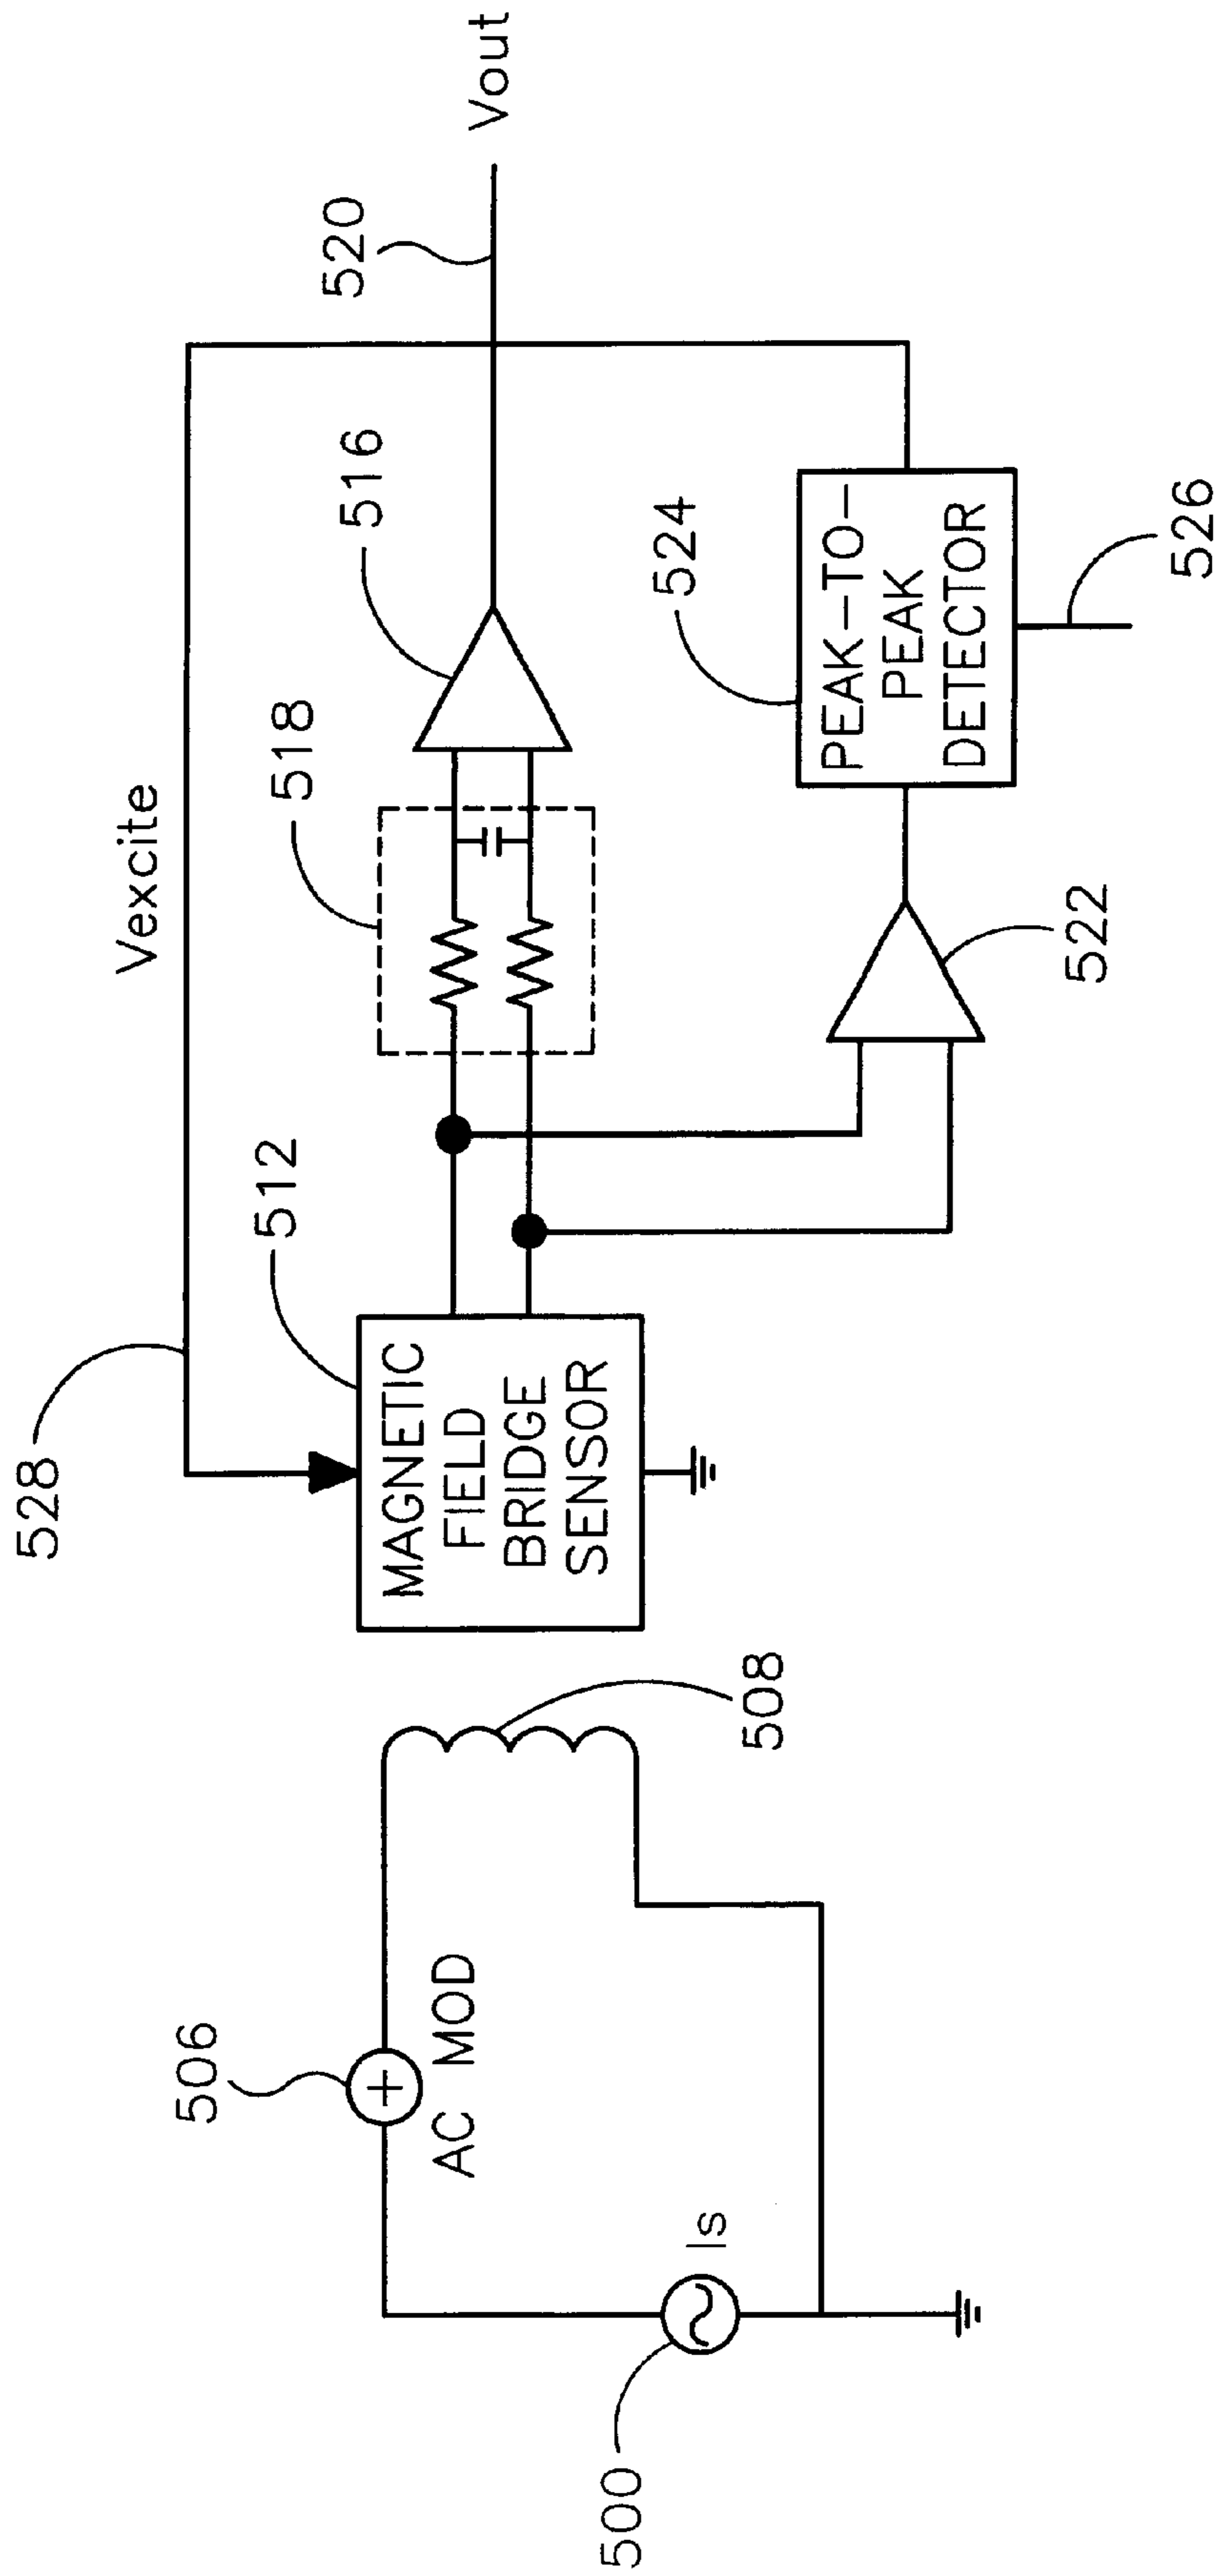 528
Vexcite
512
518
516
520
Vout
MAGNETIC
FIELD
BRIDGE
SENSOR
506
AC MOD
508
500
Is
522
524
PEAK-TO-
PEAK
DETECTOR
526